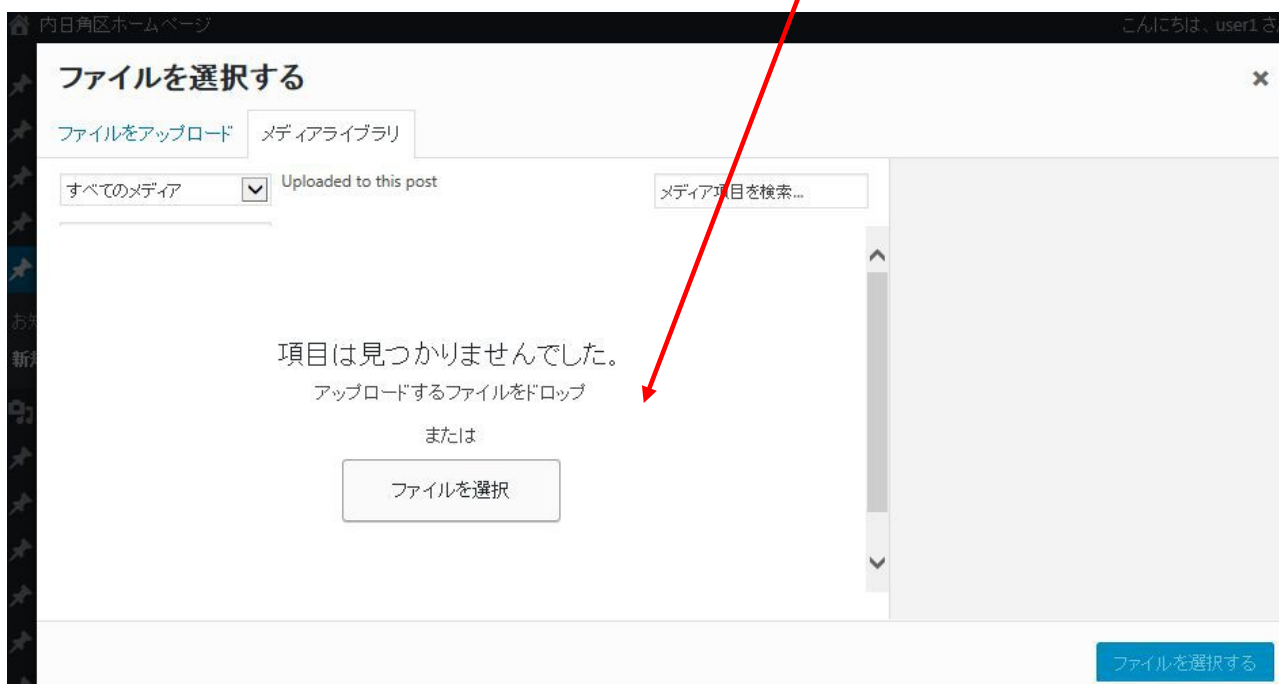 内日角区ホームページ
こんにちは、user1 さ
ファイルを選択する
ファイルをアップロード
メディアライブラリ
すべてのメディア
Uploaded to this post
メディア項目を検索...
お知
新規
項目は見つかりませんでした。
アップロードするファイルをドロップ
または
ファイルを選択
ファイルを選択する